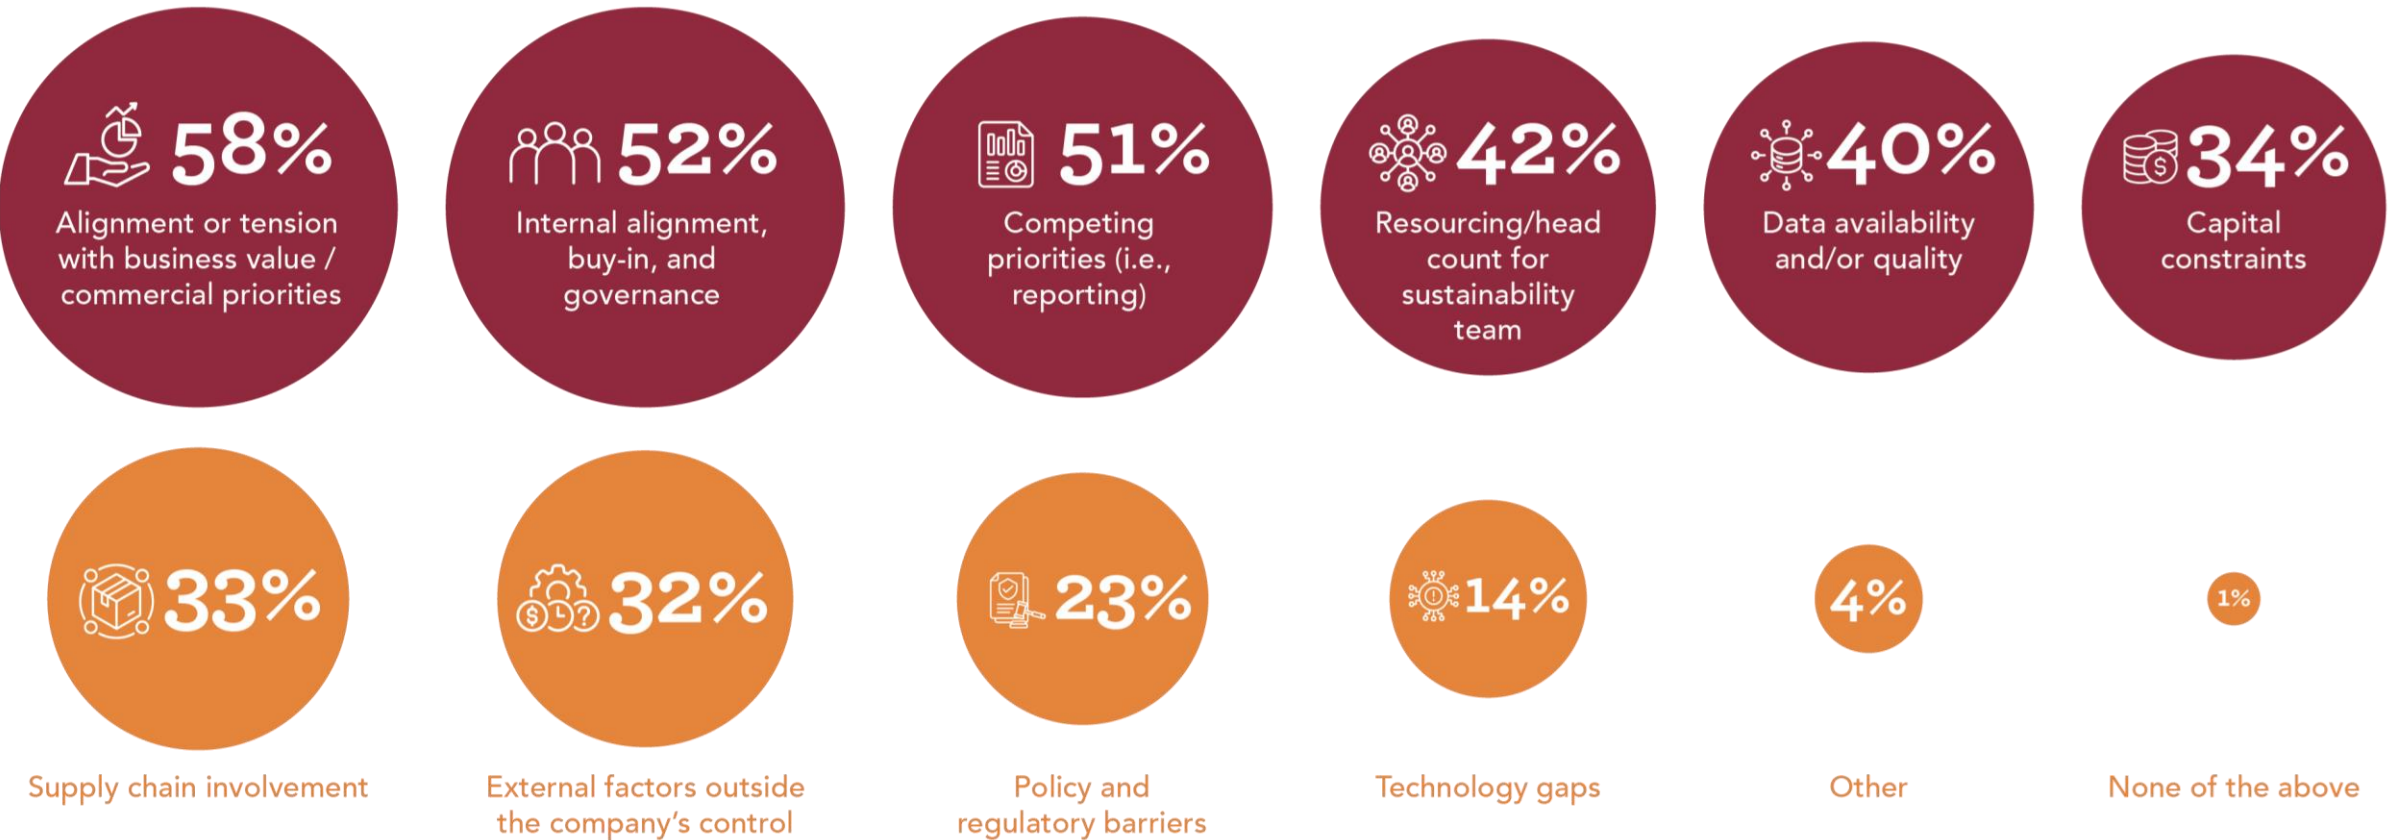 58%
Alignment or tension
with business value /
commercial priorities
52%
Internal alignment,
buy-in, and
governance
51%
Competing
priorities (i.e.,
reporting)
42%
Resourcing/head
count for
sustainability
team
40%
Data availability
and/or quality
34%
Capital
constraints
33%
Supply chain involvement
32%
External factors outside
the company’s control
23%
Policy and
regulatory barriers
14%
Technology gaps
4%
Other
1%
None of the above